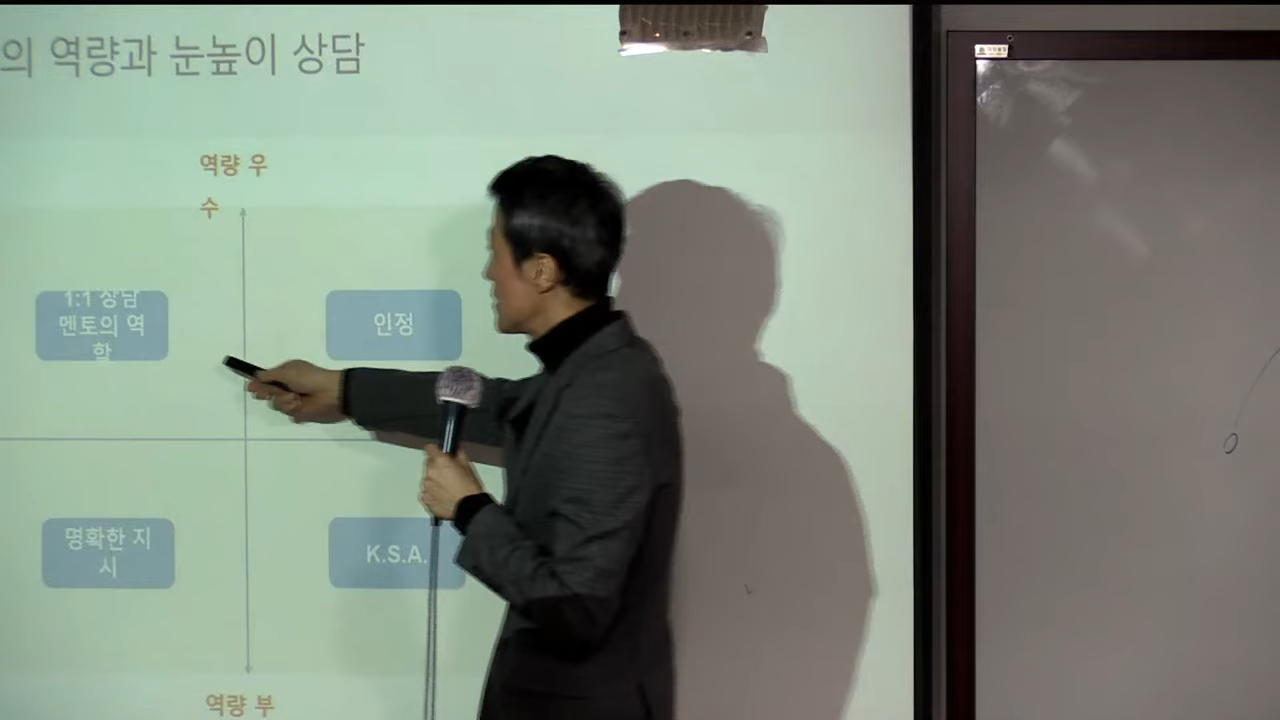 의 역량과 눈높이 상담
역량 우
수
1:1 상담
멘토의 역
할
인정
명확한 지
시
K.S.A.
역량 부